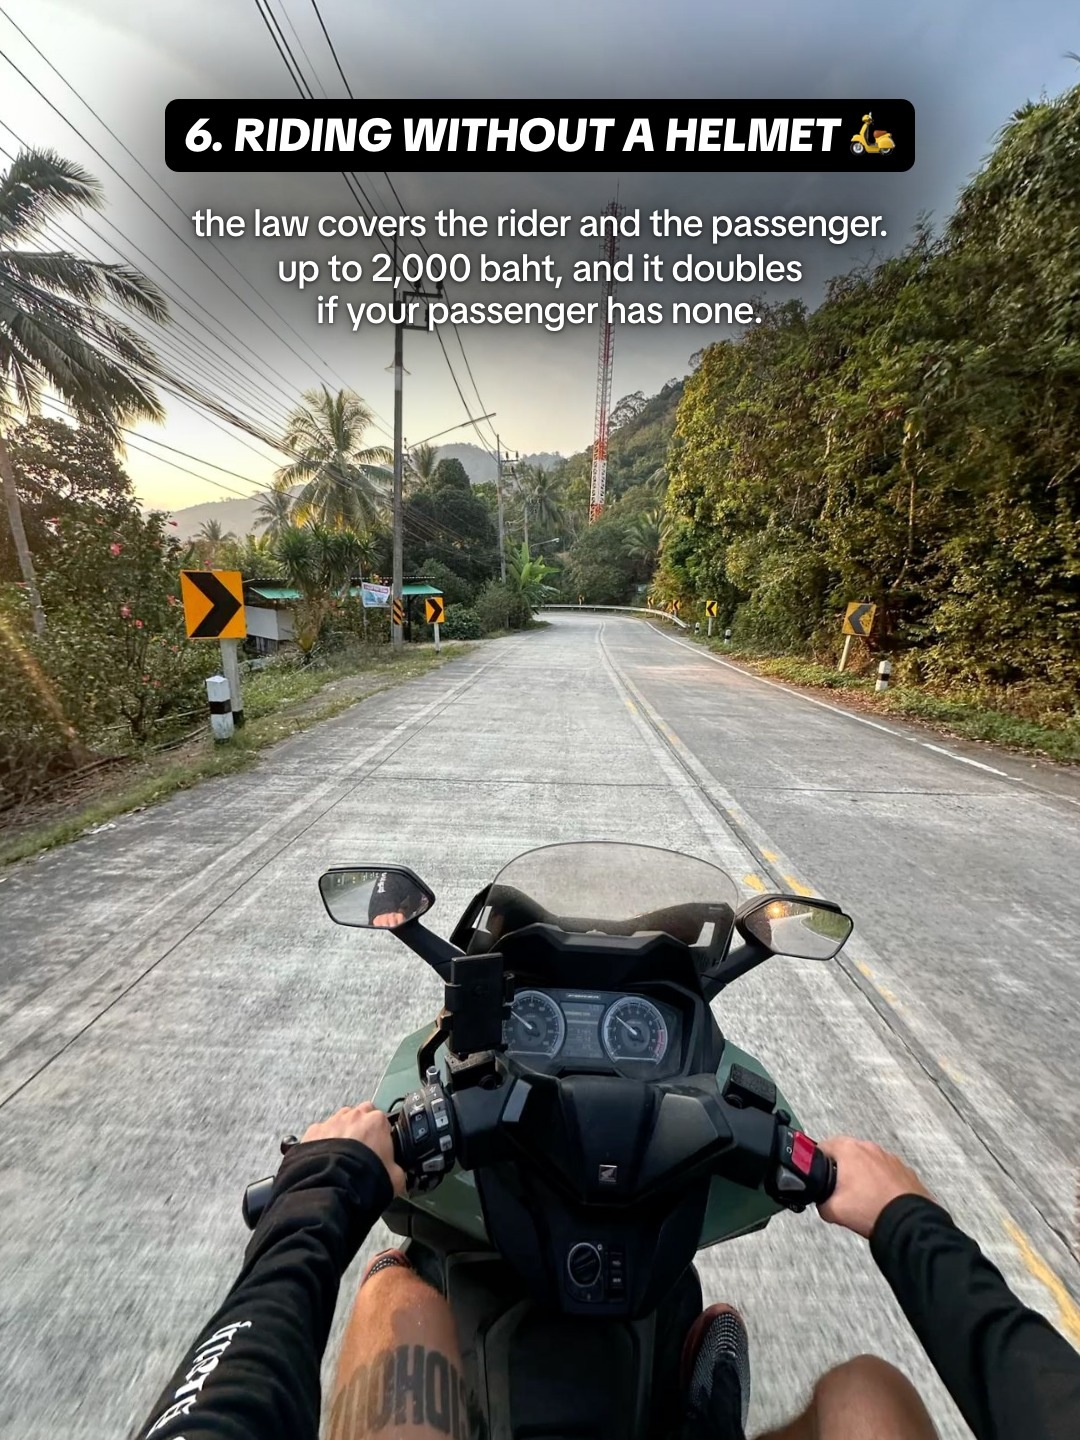 6. RIDING WITHOUT A HELMET 🛵
the law covers the rider and the passenger.
up to 2,000 baht, and it doubles
if your passenger has none.